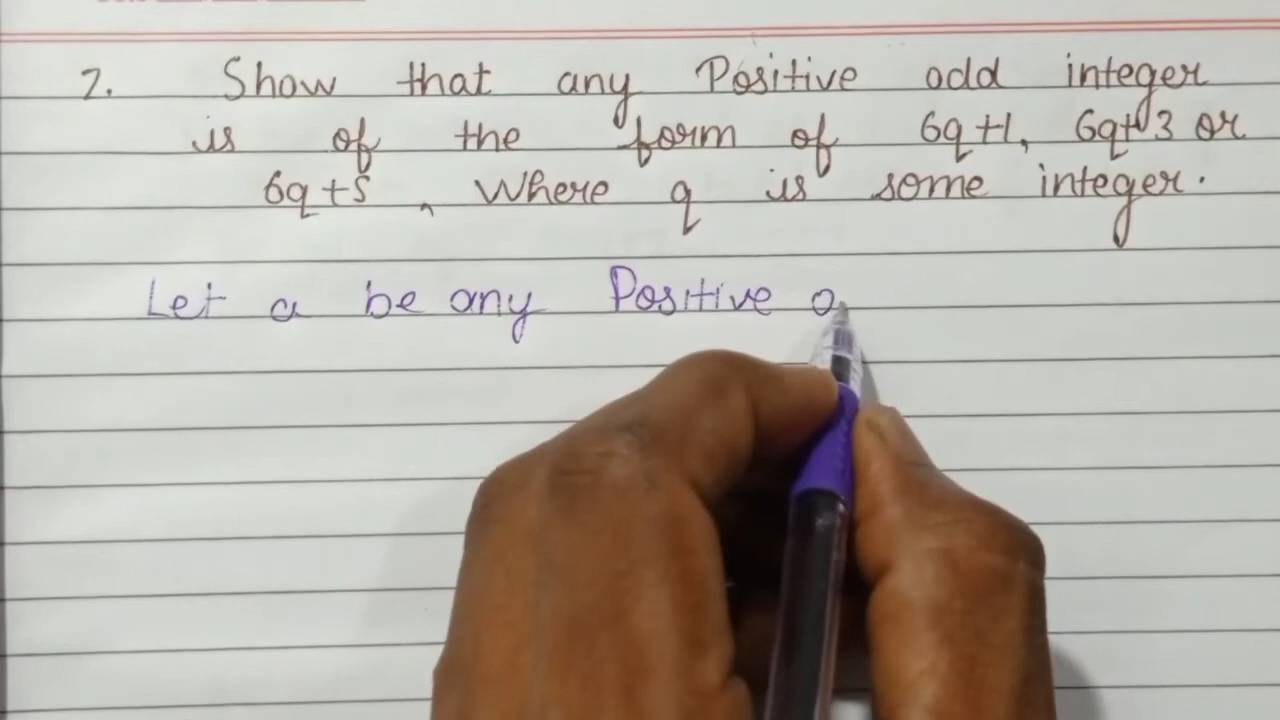 2. Show that any Positive odd integer
is of the form of 6q+1, 6q+3 or
6q+5, Where q is some integer.
Let a be any Positive o